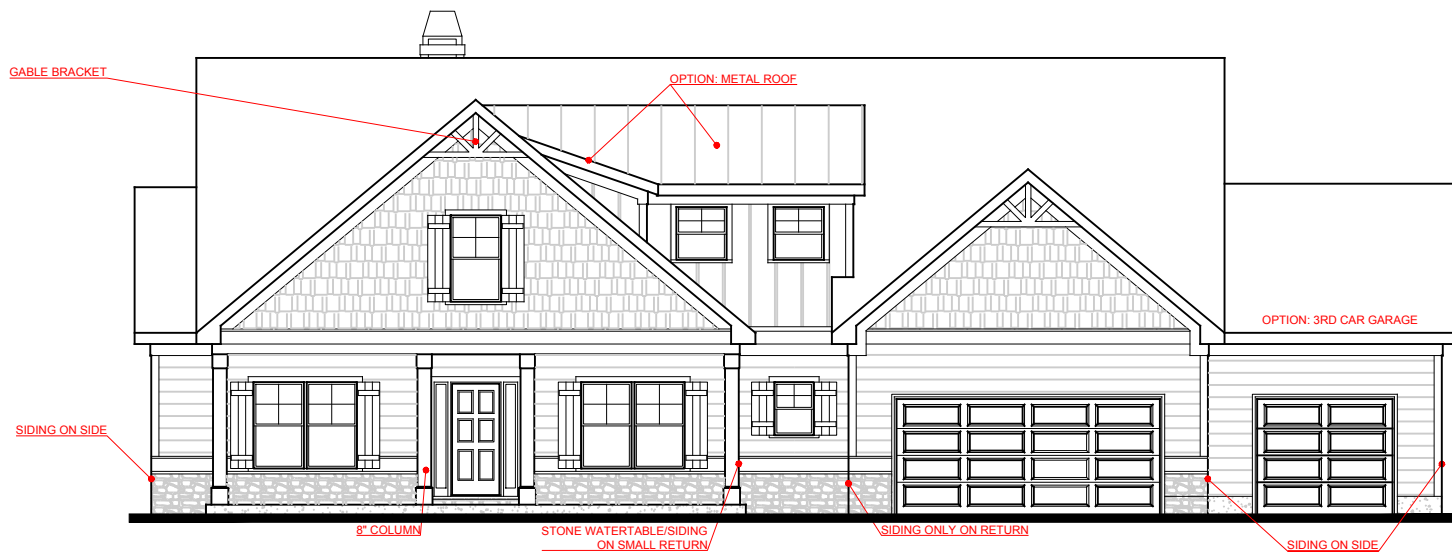 GABLE BRACKET
OPTION: METAL ROOF
OPTION: 3RD CAR GARAGE
SIDING ON SIDE
8" COLUMN
STONE WATERTABLE/SIDING
ON SMALL RETURN
SIDING ONLY ON RETURN
SIDING ON SIDE